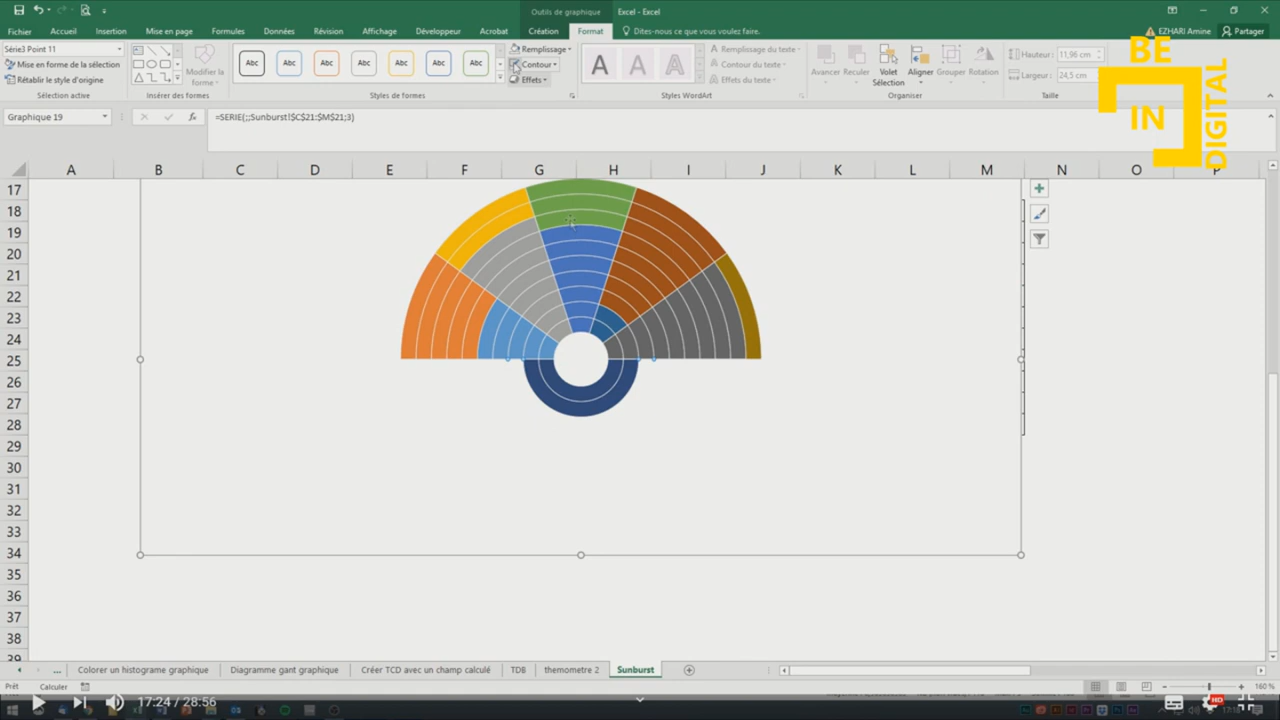 Outils de graphique Excel - Excel
Fichier Accueil Insertion Mise en page Formules Données Révision Affichage Développeur Acrobat Création Format Dites-nous ce que vous voulez faire. EZHARI Amine Partager
Série3 Point 11
Mise en forme de la sélection
Rétablir le style d'origine
Sélection active
Modifier la forme
Insérer des formes
Abc Abc Abc Abc Abc Abc Abc
Remplissage
Contour
Effets
Styles de formes
A A A
Remplissage du texte
Contour du texte
Effets du texte
Styles WordArt
Avancer Reculer Volet Sélection Aligner Grouper Rotation
Organiser
Hauteur: 11,96 cm
Largeur: 24,5 cm
Taille
BE
IN
DIGITAL
Graphique 19 fx =SERIE(;;Sunburst!$C$21:$M$21;3)
A B C D E F G H I J K L M N O P
17
18
19
20
21
22
23
24
25
26
27
28
29
30
31
32
33
34
35
36
37
38
39
... Colorer un histograme graphique Diagramme gant graphique Créer TCD avec un champ calculé TDB themometre 2 Sunburst
Prêt Calculer 160 %
17:24 / 28:56 HD